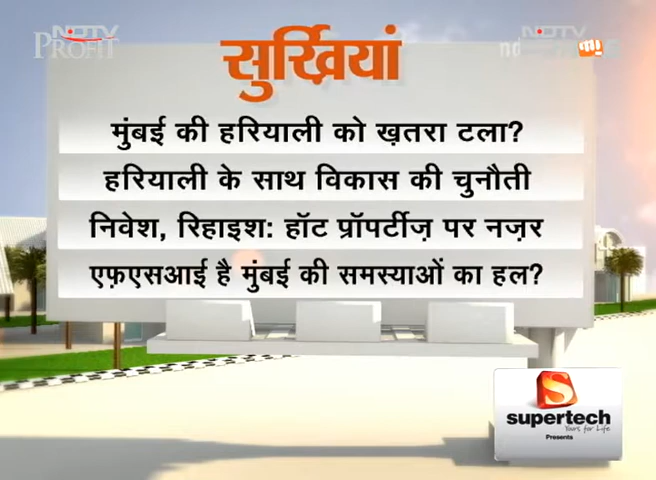 NDTV
PROFIT
NDTV
सुर्खियां
मुंबई की हरियाली को ख़तरा टला?
हरियाली के साथ विकास की चुनौती
निवेश, रिहाइश: हॉट प्रॉपर्टीज़ पर नज़र
एफ़एसआई है मुंबई की समस्याओं का हल?
S
supertech
Yours for Life
Presents